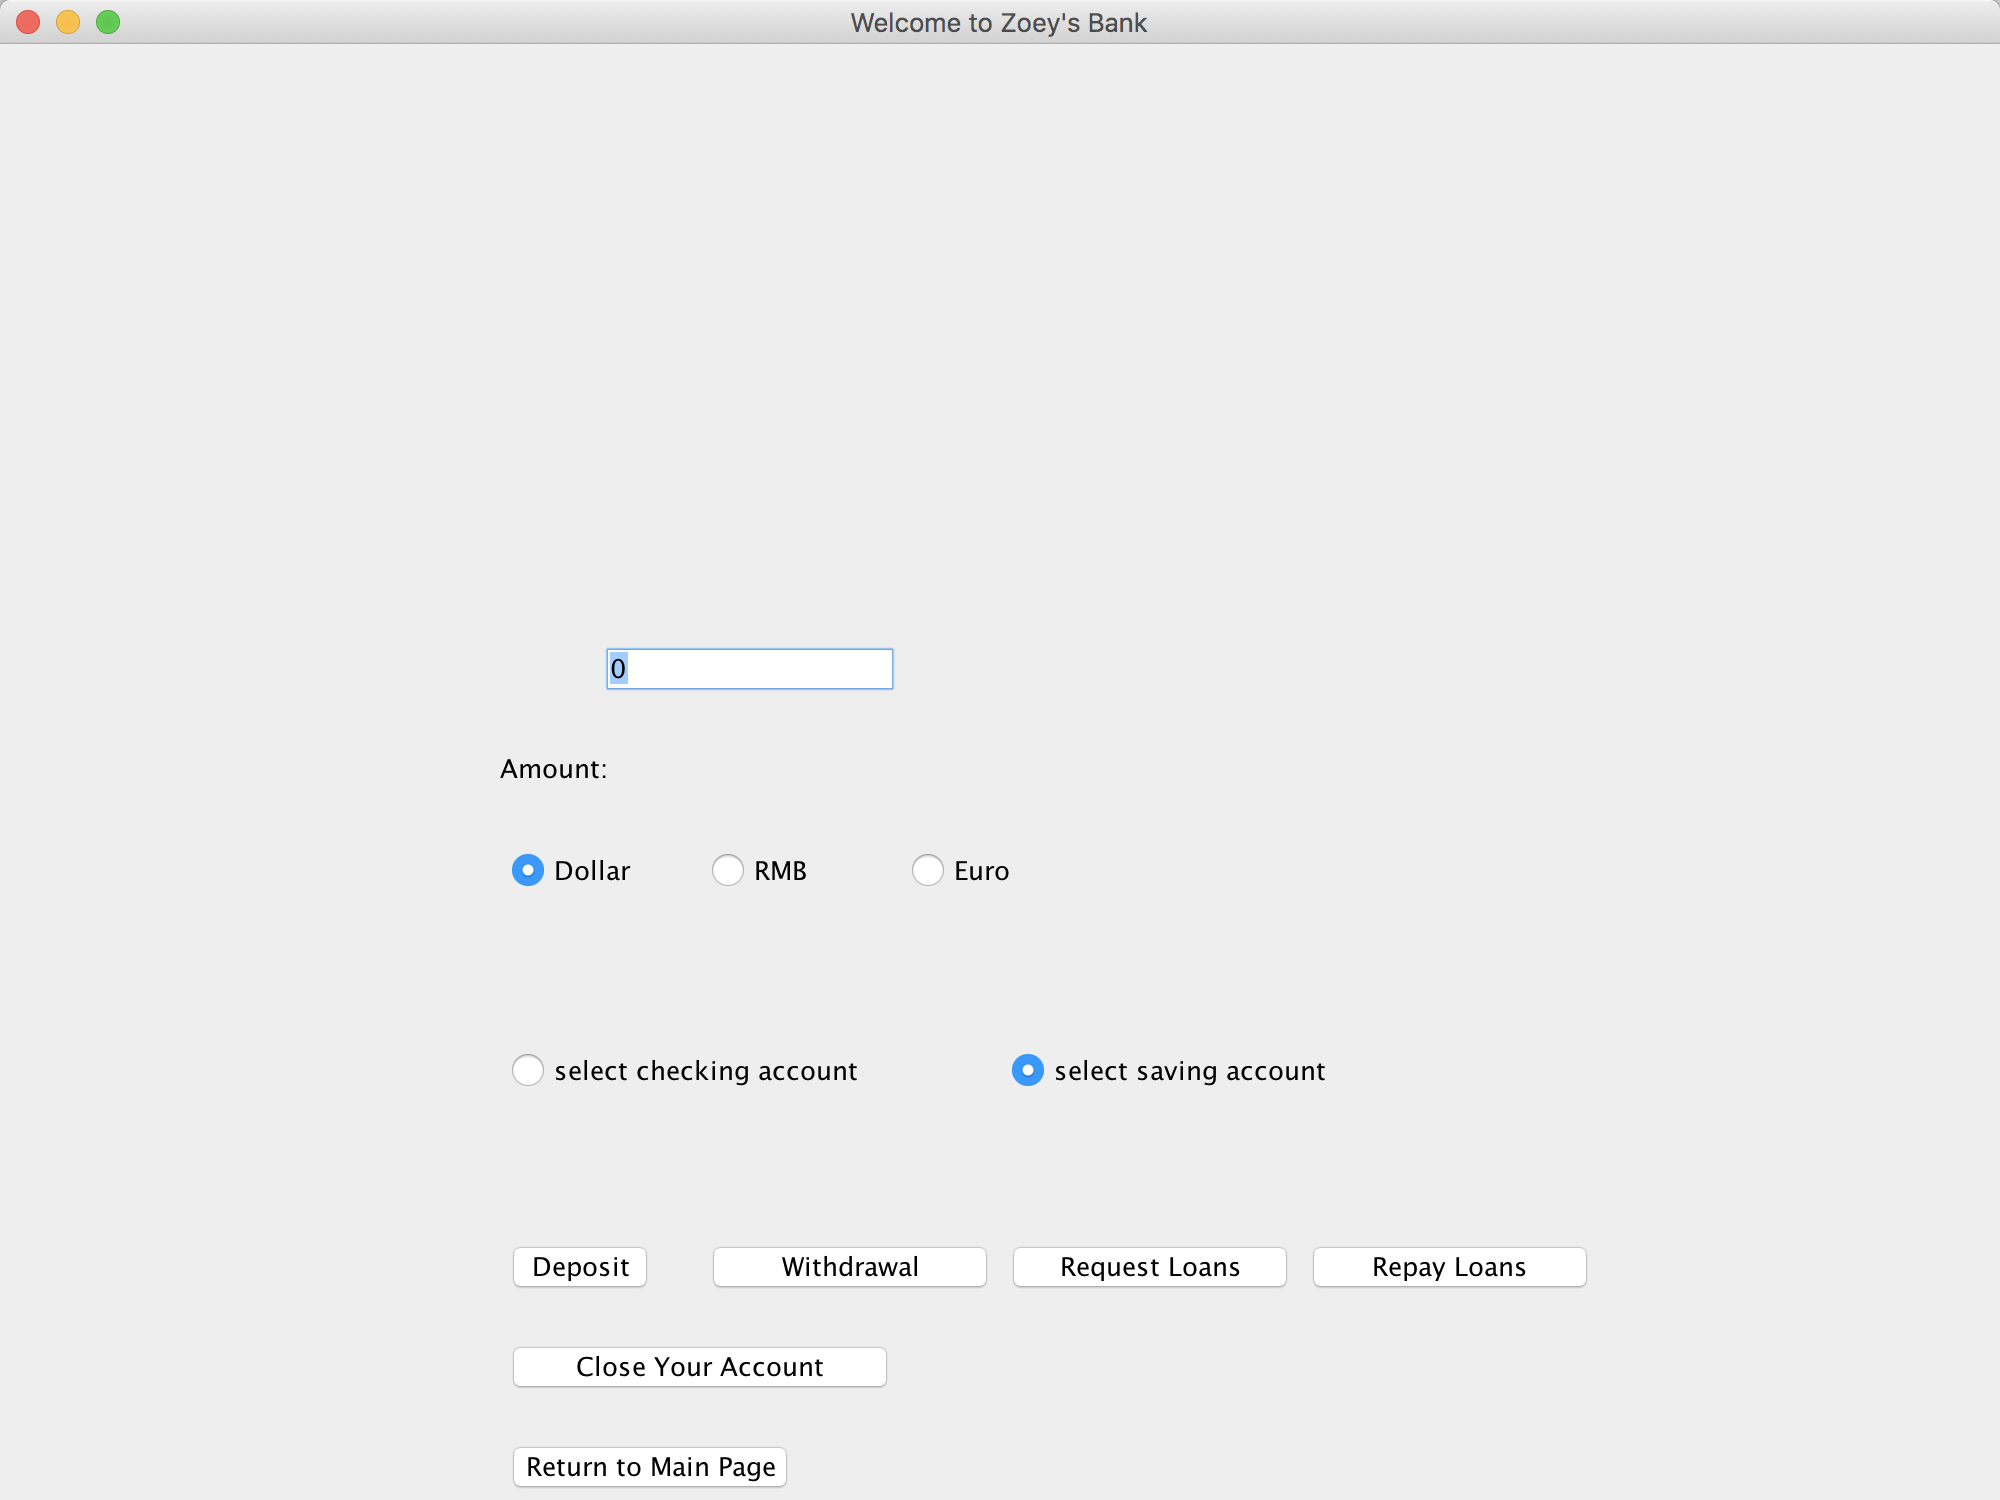 Welcome to Zoey's Bank
0
Amount:
Dollar RMB Euro
select checking account select saving account
Deposit Withdrawal Request Loans Repay Loans
Close Your Account
Return to Main Page